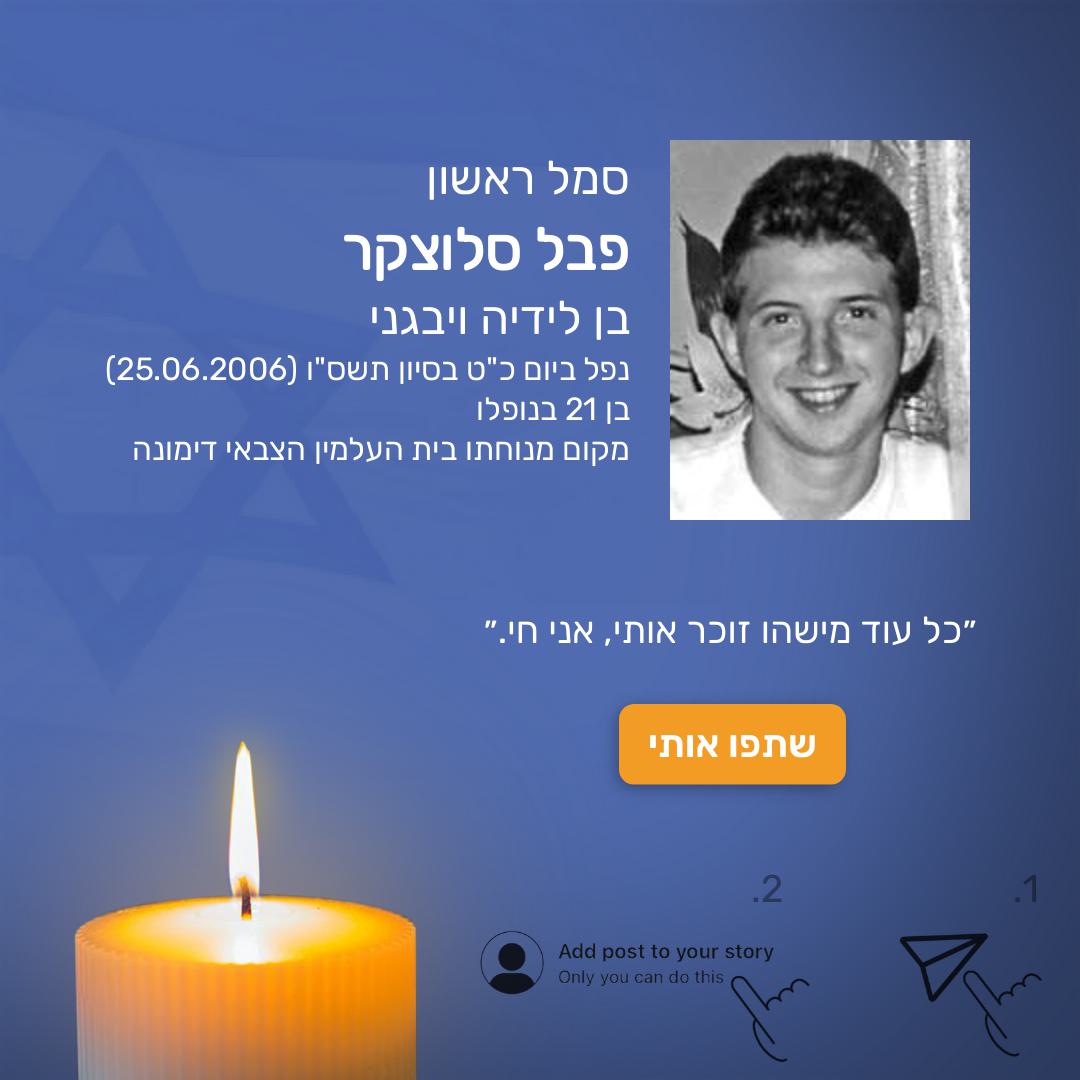 סמל ראשון
פבל סלוצקר
בן לידיה ויבגני
נפל ביום כ"ט בסיון תשס"ו (25.06.2006)
בן 21 בנופלו
מקום מנוחתו בית העלמין הצבאי דימונה
״כל עוד מישהו זוכר אותי, אני חי.״
שתפו אותי
1.
2.
Add post to your story
Only you can do this